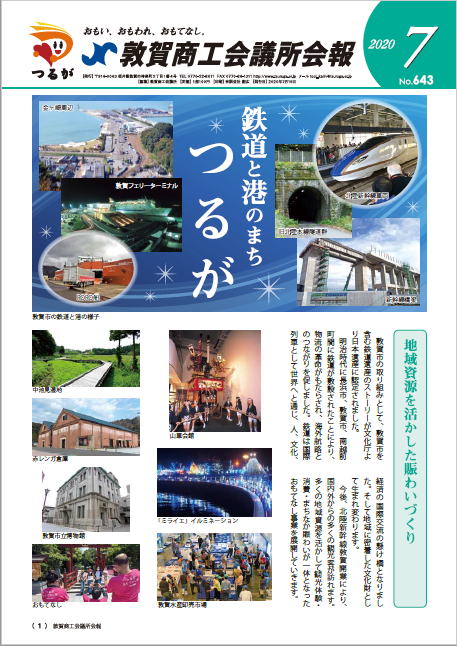 つるが
おもい、おもわれ、おもてなし。
敦賀商工会議所会報
2020
7
No.643
鉄道と港のまち
つるが
金ヶ崎周辺
敦賀フェリーターミナル
旧北陸本線隧道群
新幹線橋梁
敦賀市の鉄道と港の様子
地域資源を活かした賑わいづくり
敦賀市の取り組みとして、敦賀市を
含む鉄道遺産のストーリーが文化庁よ
り日本遺産に認定されました。
明治時代に長浜市、敦賀市、南越前
町間に鉄道が敷設されたことにより、
物流の革命がもたらされ、海外航路と
のつながりを促しました。鉄道は国際
列車として世界へと通じ、人、文化、
経済の国際交流の懸け橋となりまし
た。そして地域に密着した文化財とし
て生まれ変わります。
今後、北陸新幹線敦賀開業により、
国内外からの多くの観光客が訪れます。
多くの地域資源を活かして観光体験・
消費・まちなか賑わいが一体となった
おもてなし事業を展開していきます。
中池見湿地
赤レンガ倉庫
敦賀市立博物館
おもてなし
山車会館
「ミライエ」イルミネーション
敦賀水産卸売市場
( 1 ) 敦賀商工会議所会報